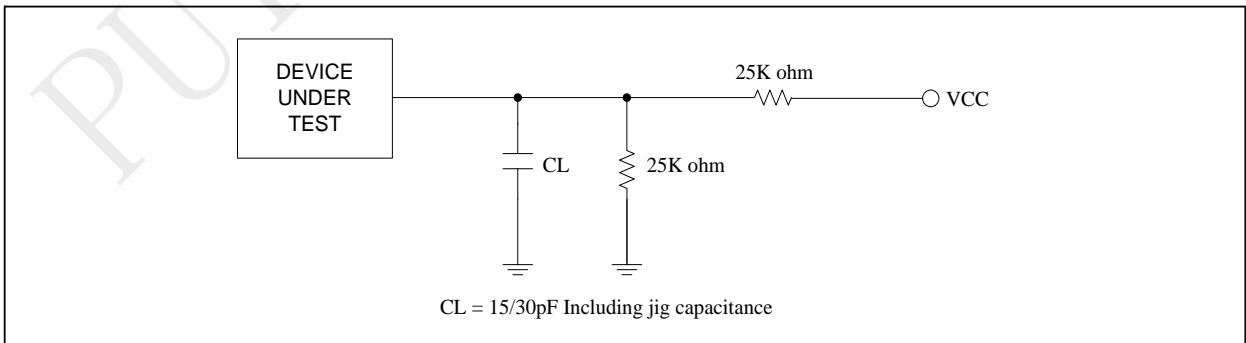 DEVICE
UNDER
TEST
25K ohm
VCC
CL
25K ohm
CL = 15/30pF Including jig capacitance